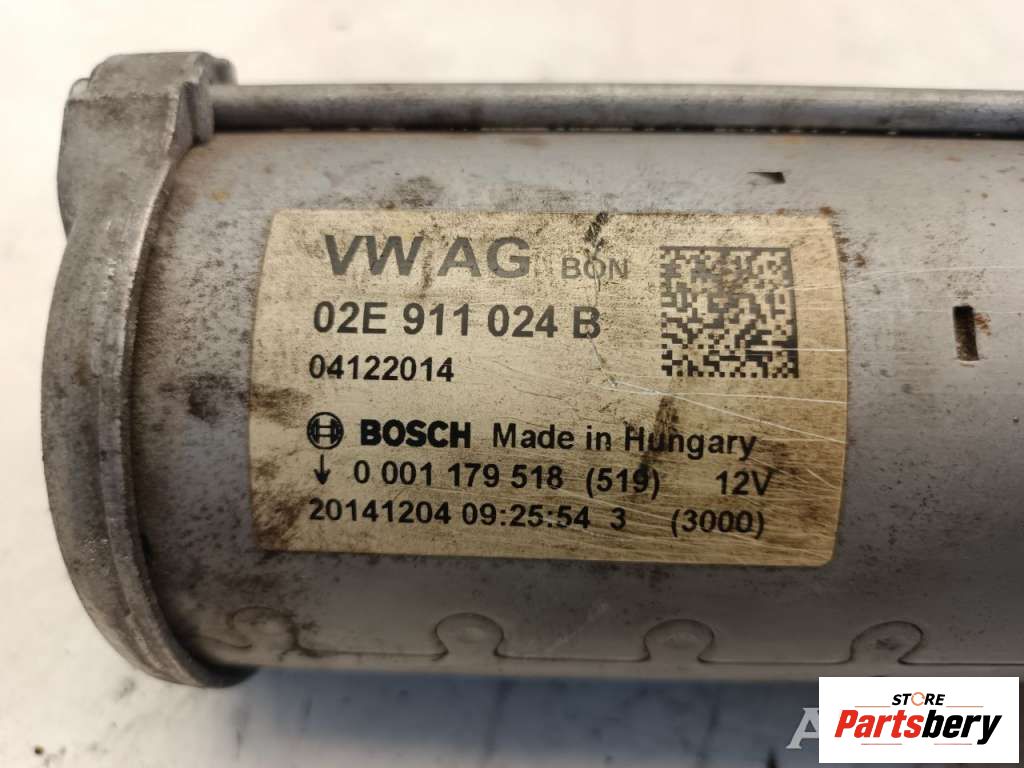 VW AG BON
02E 911 024 B
04122014
BOSCH Made in Hungary
↓ 0 001 179 518 (519) 12V
20141204 09:25:54 3 (3000)
STORE
Partsbery